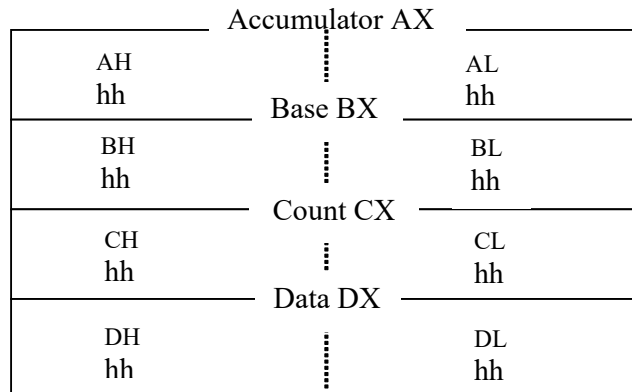 Accumulator AX
AH AL
hh hh
Base BX
BH BL
hh hh
Count CX
CH CL
hh hh
Data DX
DH DL
hh hh